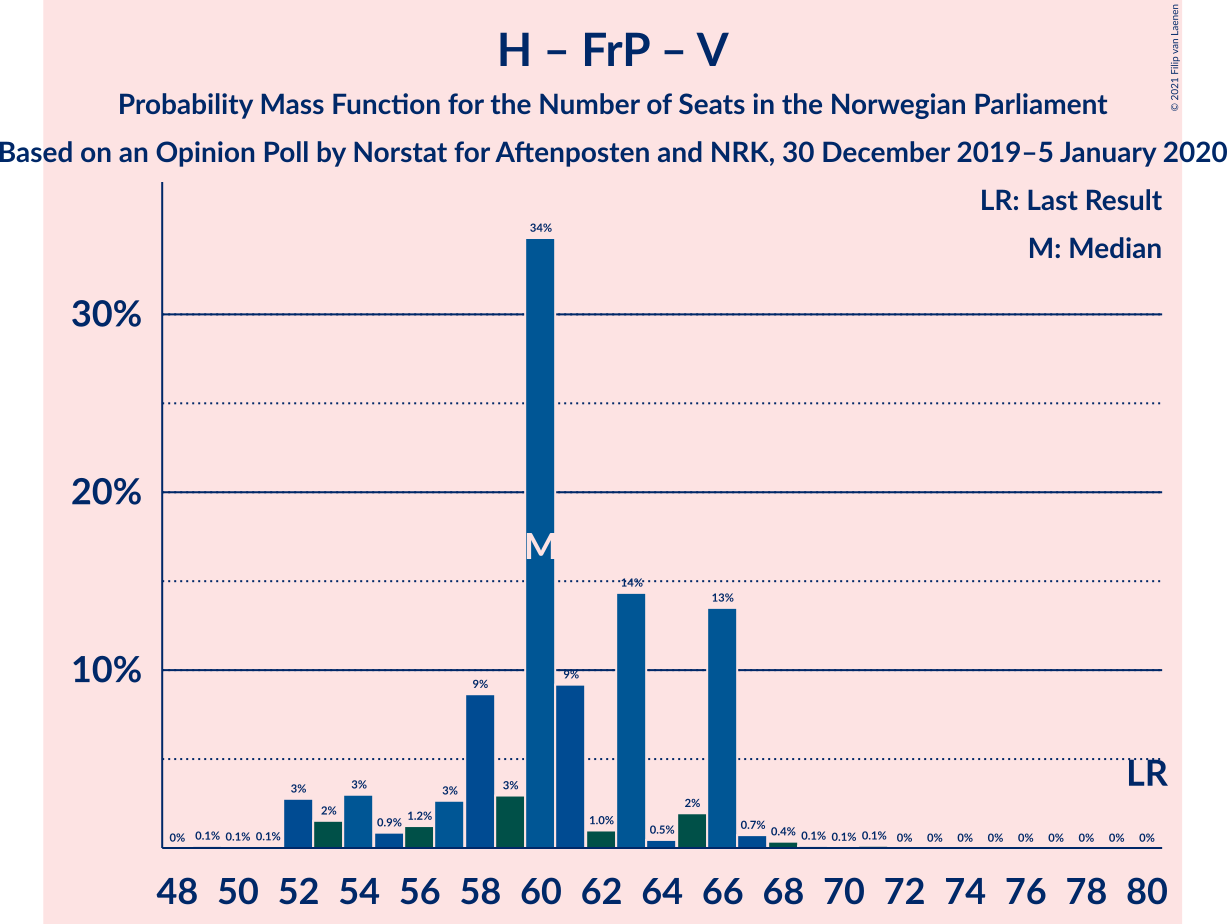 H – FrP – V
© 2021 Filip van Laenen
Probability Mass Function for the Number of Seats in the Norwegian Parliament
Based on an Opinion Poll by Norstat for Aftenposten and NRK, 30 December 2019–5 January 2020
LR: Last Result
M: Median
30%
20%
10%
0% 0.1% 0.1% 0.1% 3% 2% 3% 0.9% 1.2% 3% 9% 3% 34% 9% 1.0% 14% 0.5% 2% 13% 0.7% 0.4% 0.1% 0.1% 0.1% 0% 0% 0% 0% 0% 0% 0% 0% 0%
M
LR
48 50 52 54 56 58 60 62 64 66 68 70 72 74 76 78 80